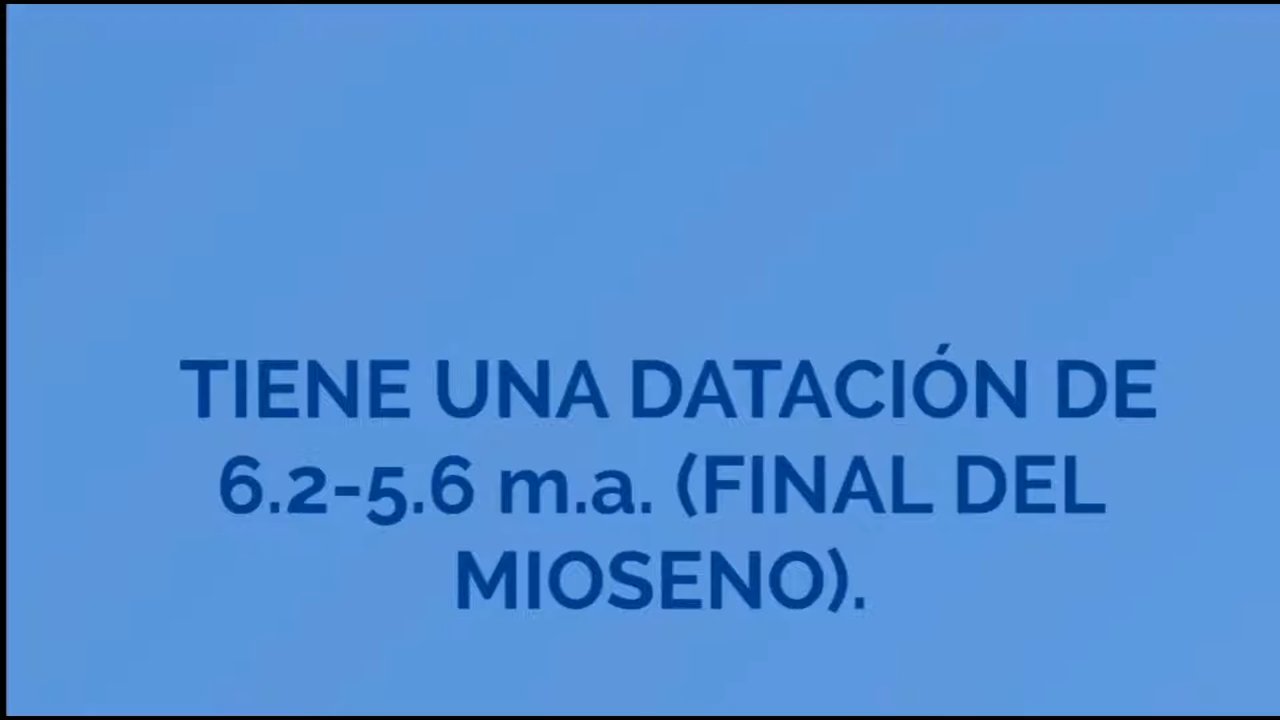 TIENE UNA DATACIÓN DE
6.2-5.6 m.a. (FINAL DEL
MIOSENO).